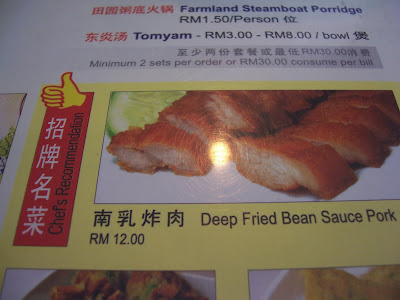 田园粥底火锅 Farmland Steamboat Porridge
RM1.50/Person 位
东炎汤 Tomyam - RM3.00 - RM8.00 / bowl 煲
至少两份套餐或最低RM30.00消费
Minimum 2 sets per order or RM30.00 consume per bill
招牌名菜
Chef's Recommendation
南乳炸肉 Deep Fried Bean Sauce Pork
RM 12.00